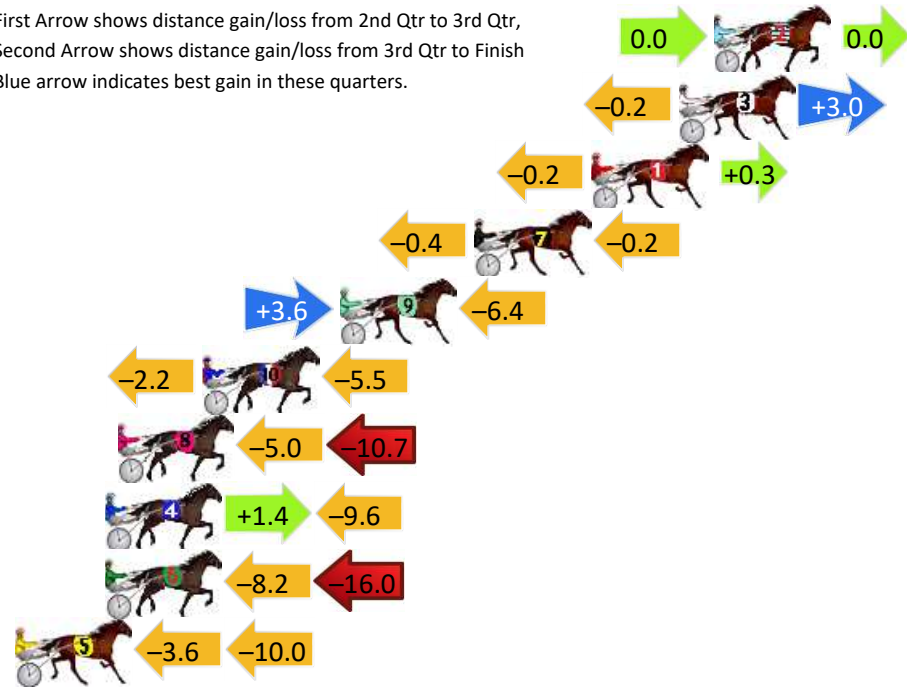 First Arrow shows distance gain/loss from 2nd Qtr to 3rd Qtr,
Second Arrow shows distance gain/loss from 3rd Qtr to Finish
Blue arrow indicates best gain in these quarters.
0.0 2 0.0
–0.2 3 +3.0
–0.2 1 +0.3
–0.4 7 –0.2
+3.6 9 –6.4
–2.2 10 –5.5
8 –5.0 –10.7
4 +1.4 –9.6
6 –8.2 –16.0
5 –3.6 –10.0